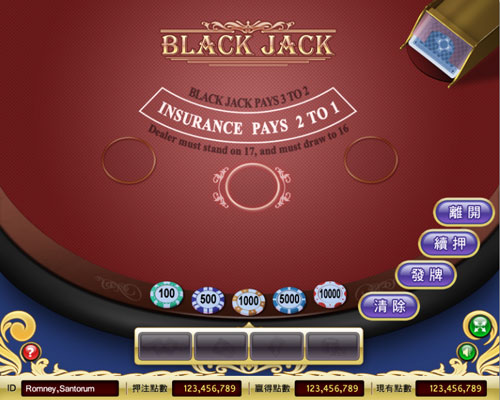 BLACK JACK
BLACK JACK PAYS 3 TO 2
INSURANCE PAYS 2 TO 1
Dealer must stand on 17, and must draw to 16
離開
續押
發牌
清除
100
500
1000
5000
10000
?
ID Romney,Santorum 押注點數 123,456,789 贏得點數 123,456,789 現有點數 123,456,789